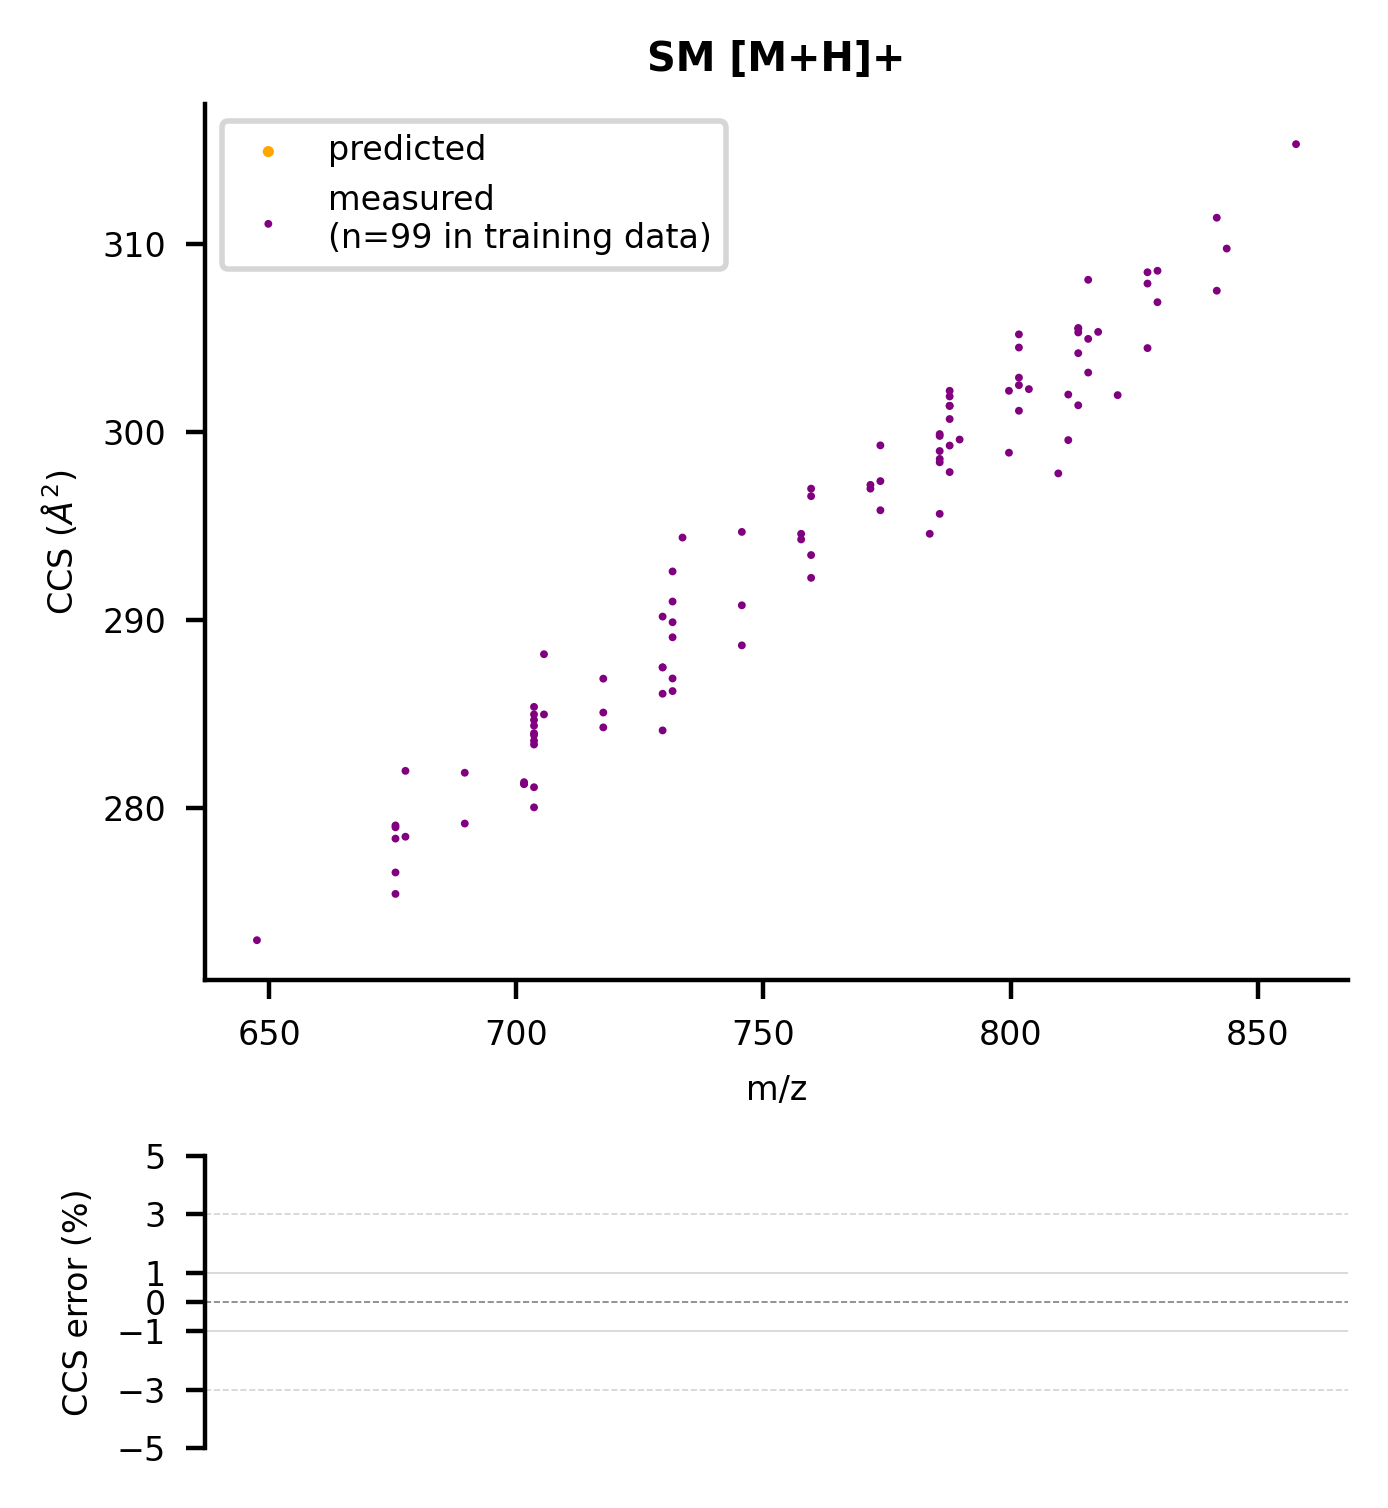 SM [M+H]+
predicted
measured
(n=99 in training data)
310
300
290
280
CCS (Å²)
650 700 750 800 850
m/z
5
3
1
0
−1
−3
−5
CCS error (%)